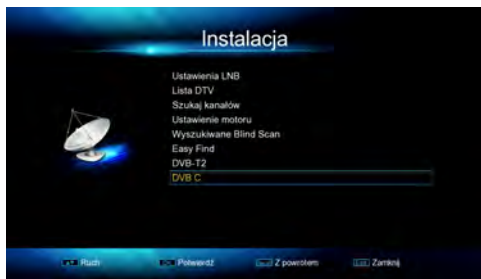 Instalacja
Ustawienia LNB
Lista DTV
Szukaj kanałów
Ustawienie motoru
Wyszukiwane Blind Scan
Easy Find
DVB-T2
DVB C
Ruch Potwierdź Z powrotem Zamknij